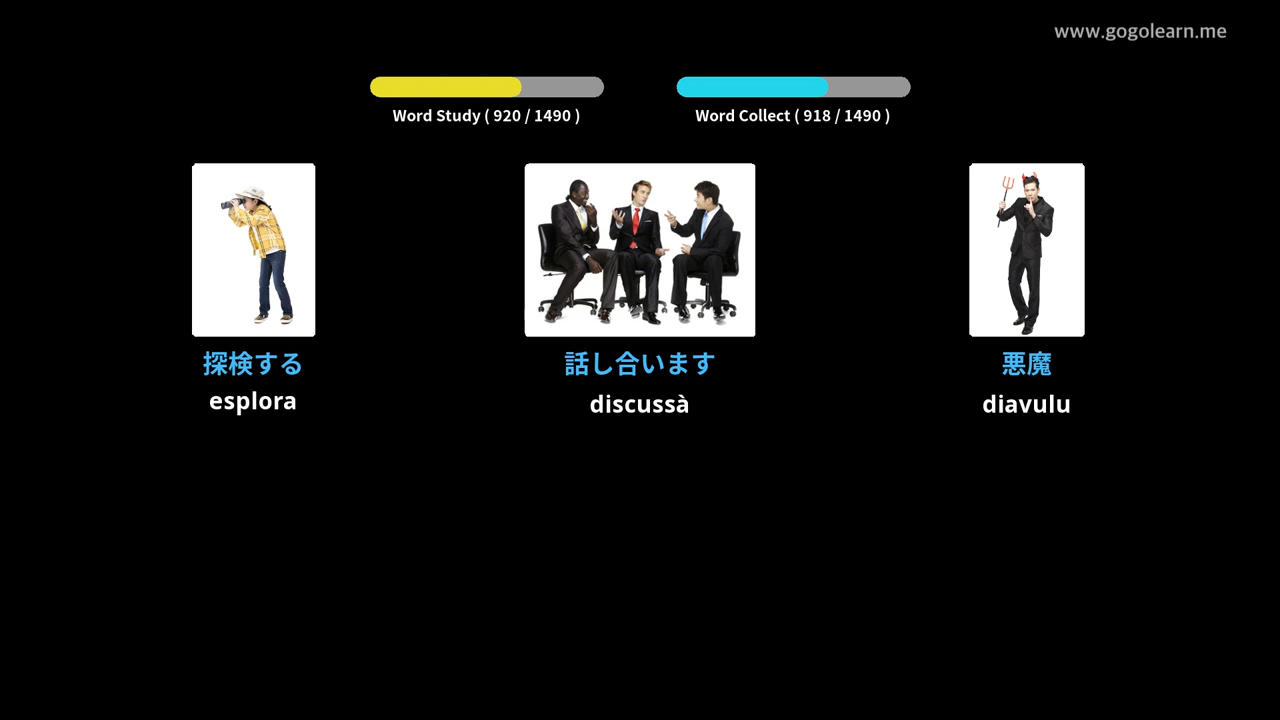 www.gogolearn.me
Word Study ( 920 / 1490 )
Word Collect ( 918 / 1490 )
探検する
話し合います
悪魔
esplora
discussà
diavulu